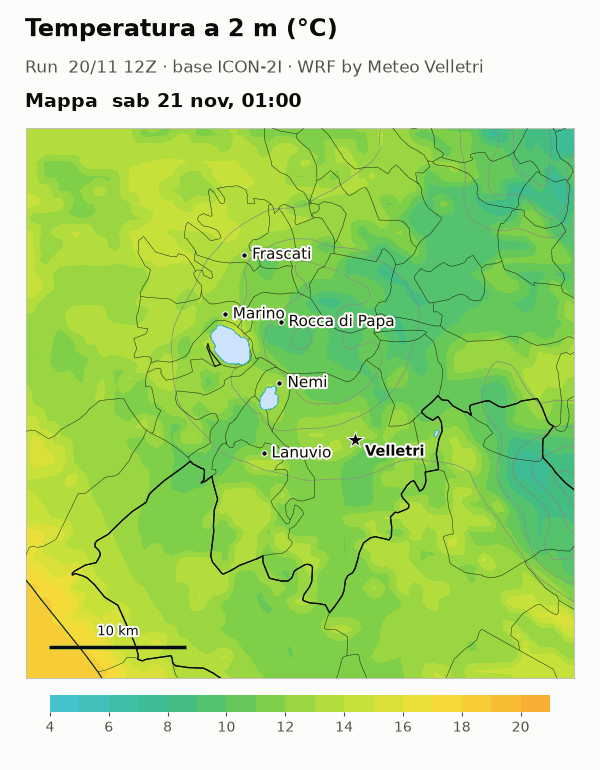 Temperatura a 2 m (°C)
Run  20/11 12Z · base ICON-2I · WRF by Meteo Velletri
Mappa  sab 21 nov, 01:00
Frascati
Marino
Rocca di Papa
Nemi
Velletri
Lanuvio
10 km
4 6 8 10 12 14 16 18 20